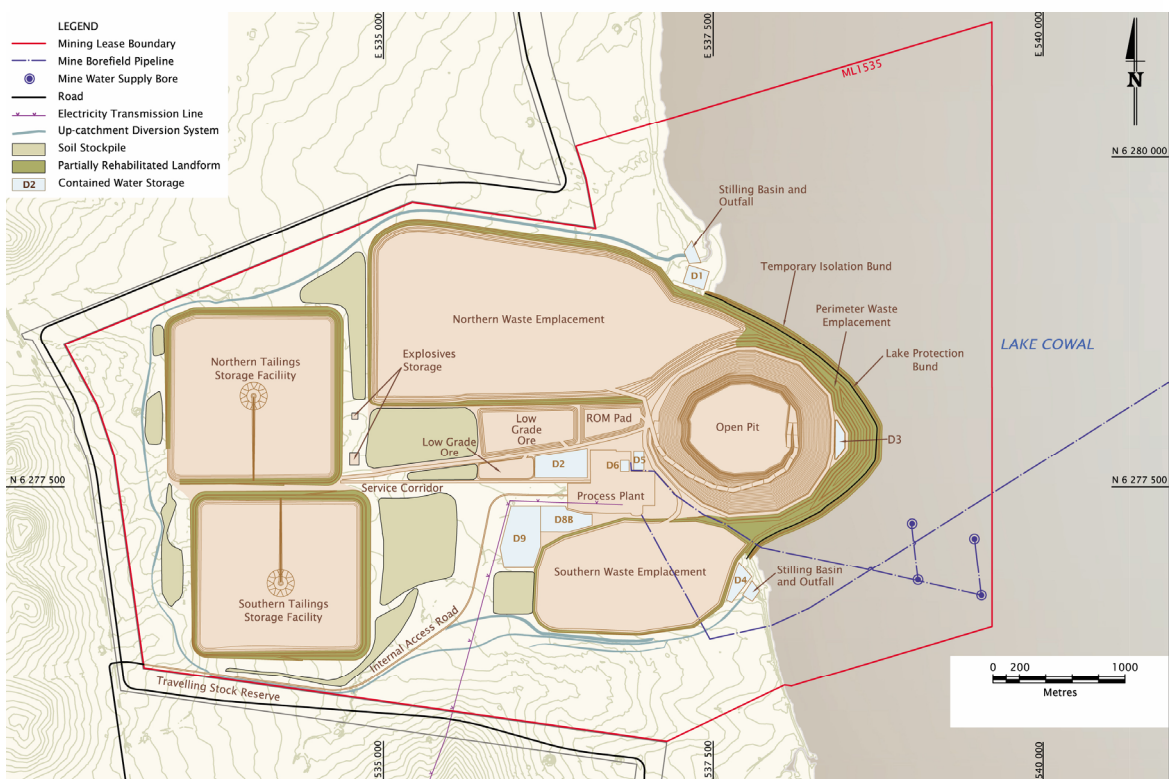 LEGEND
Mining Lease Boundary
Mine Borefield Pipeline
Mine Water Supply Bore
Road
Electricity Transmission Line
Up-catchment Diversion System
Soil Stockpile
Partially Rehabilitated Landform
D2 Contained Water Storage
E 535 000
E 537 500
E 540 000
ML1535
N
N 6 280 000
Stilling Basin and
Outfall
D1
Temporary Isolation Bund
Northern Waste Emplacement
Perimeter Waste
Emplacement
LAKE COWAL
Lake Protection
Bund
Explosives
Storage
Northern Tailings
Storage Faciliity
Low
Grade
Ore
ROM Pad
Open Pit
D3
Low Grade
Ore
D2
D6
D5
N 6 277 500
N 6 277 500
Service Corridor
Process Plant
D8B
D9
Southern Waste Emplacement
D4
Stilling Basin
and Outfall
Southern Tailings
Storage Facility
Internal Access Road
Travelling Stock Reserve
0 200 1000
Metres
535 000
537 500
540 000